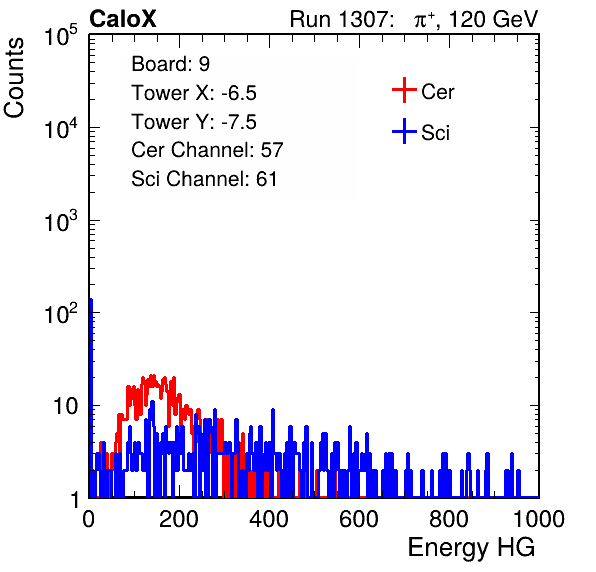 CaloX Run 1307: π⁺, 120 GeV
Board: 9
Tower X: -6.5
Tower Y: -7.5
Cer Channel: 57
Sci Channel: 61
Cer
Sci
Counts
10⁵
10⁴
10³
10²
10
1
0 200 400 600 800 1000
Energy HG